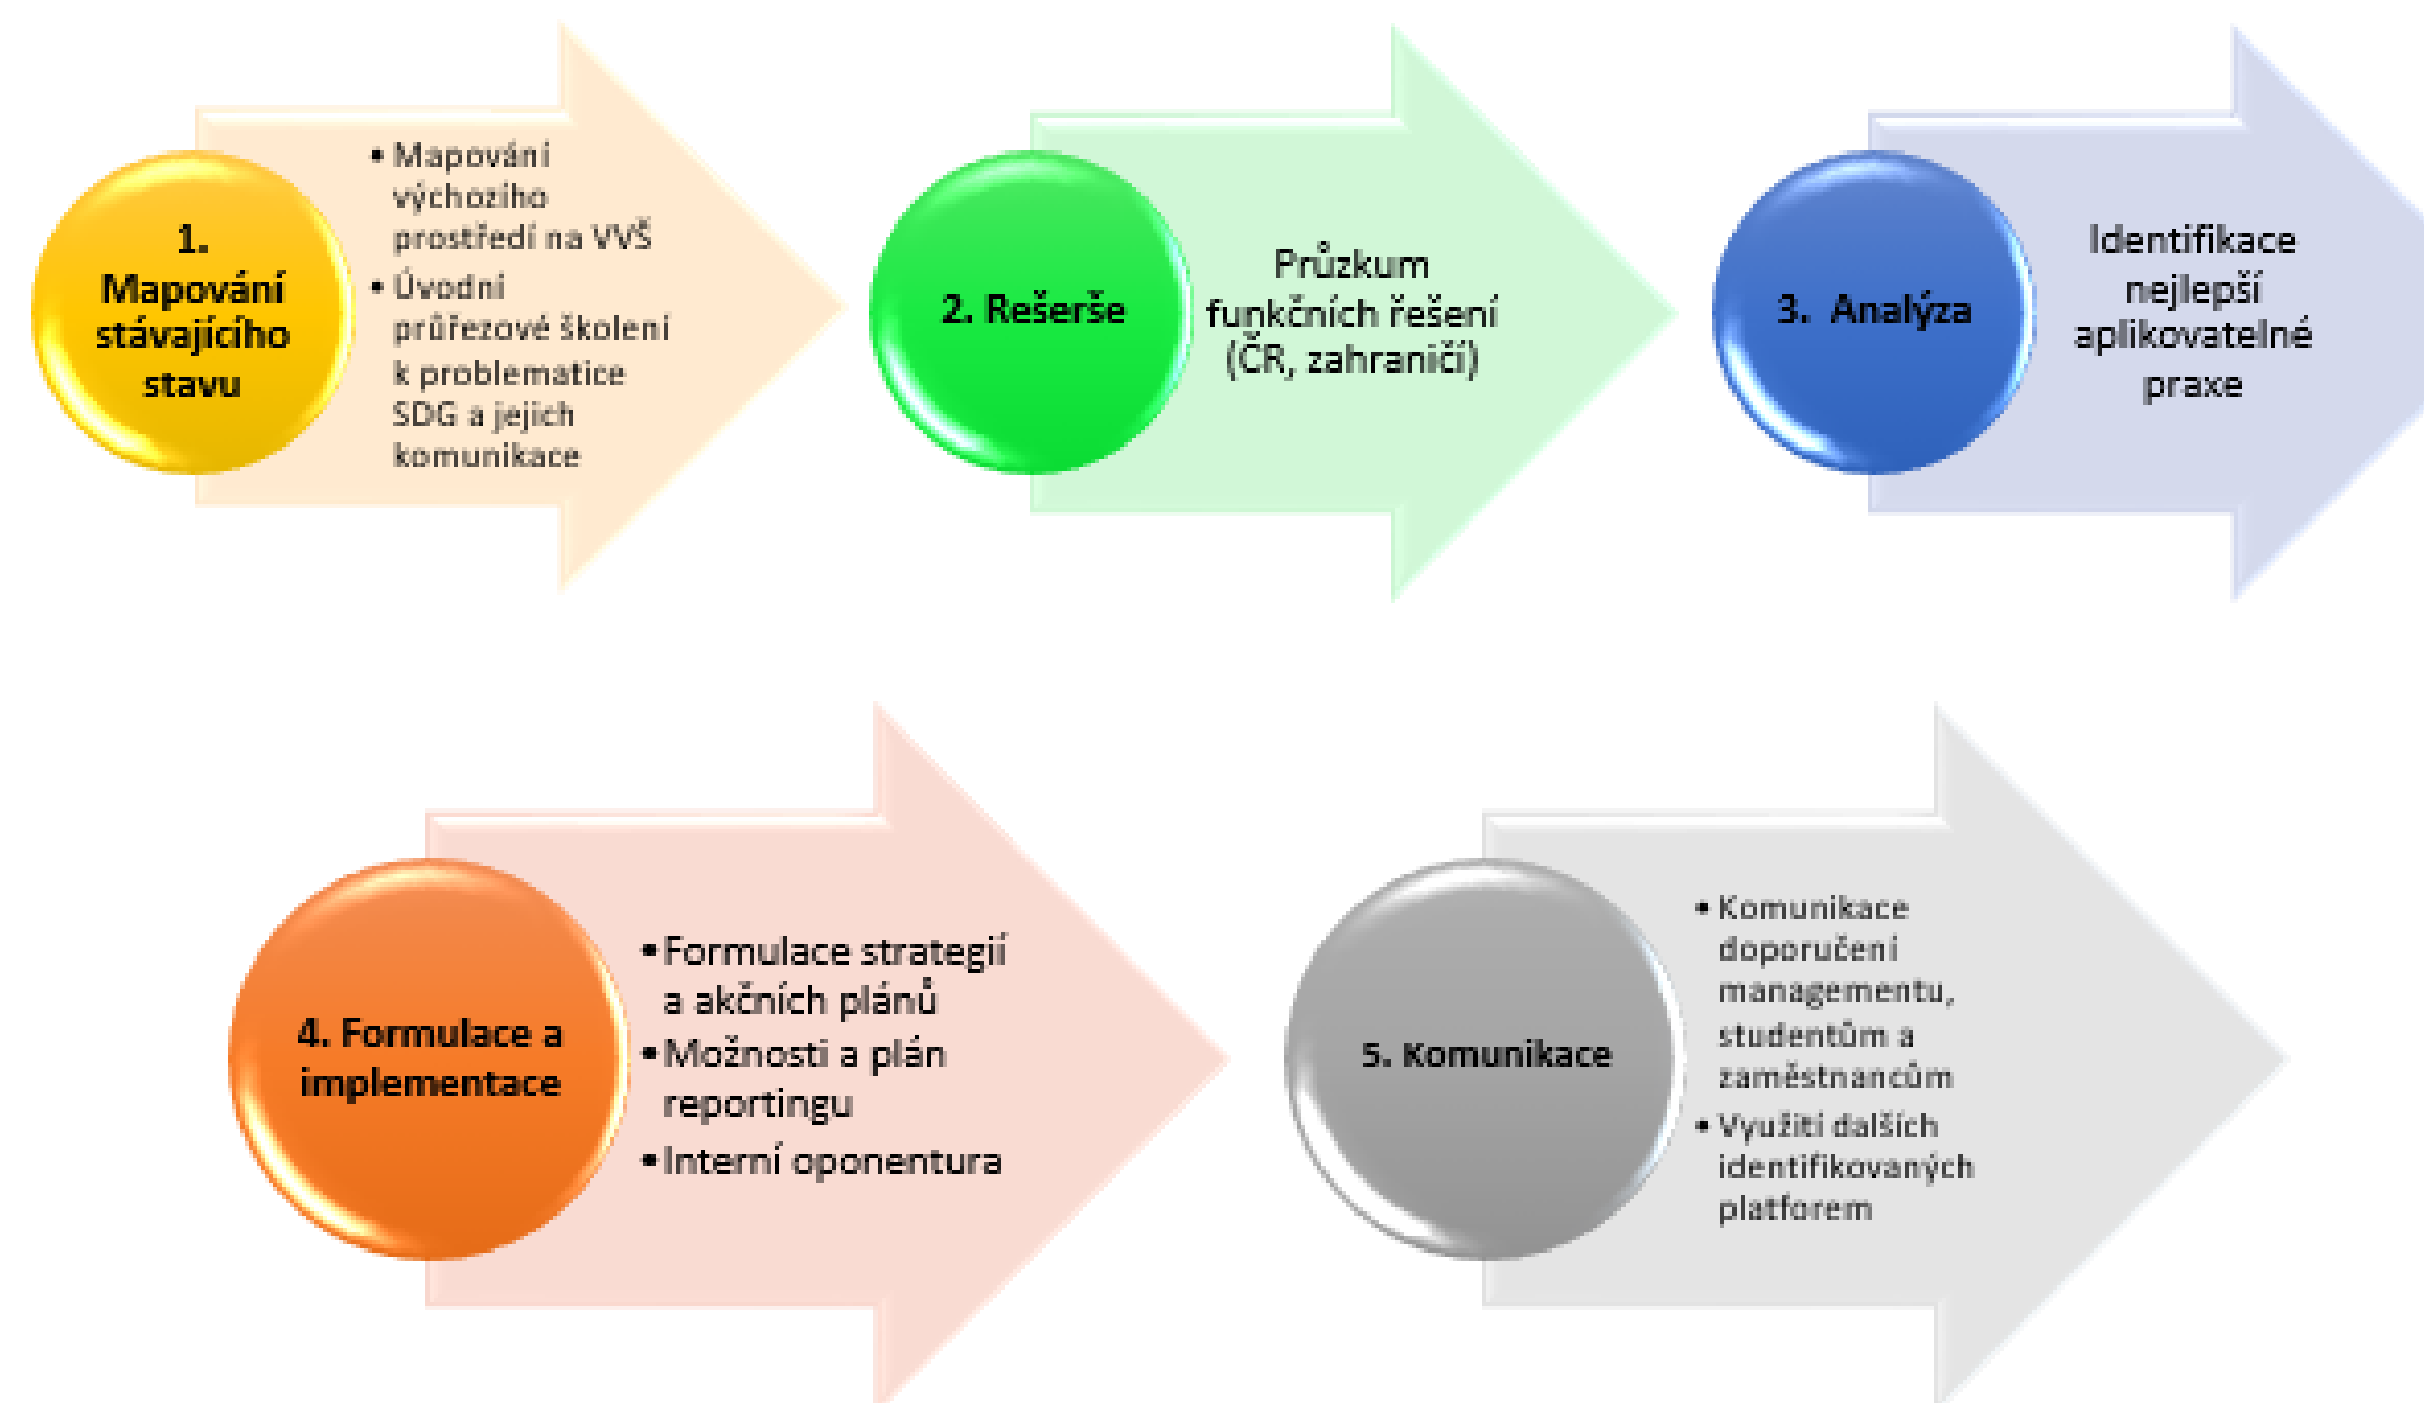 1.
Mapování
stávajícího
stavu
• Mapování
výchozího
prostředí na VVŠ
• Úvodní
průřezové školení
k problematice
SDG a jejich
komunikace
2. Rešerše
Průzkum
funkčních řešení
(ČR, zahraničí)
3. Analýza
Identifikace
nejlepší
aplikovatelné
praxe
4. Formulace a
implementace
• Formulace strategií
a akčních plánů
• Možnosti a plán
reportingu
• Interní oponentura
5. Komunikace
• Komunikace
doporučení
managementu,
studentům a
zaměstnancům
• Využití dalších
identifikovaných
platforem